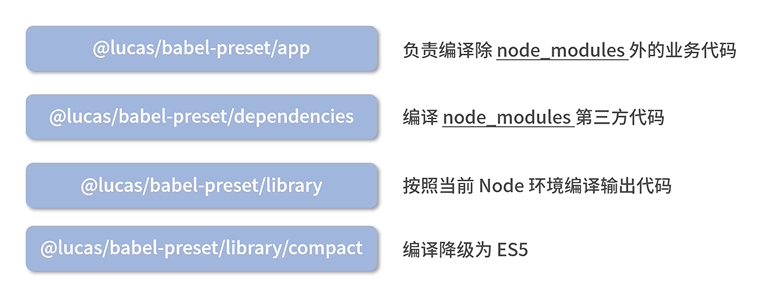 @lucas/babel-preset/app
负责编译除 node_modules 外的业务代码
@lucas/babel-preset/dependencies
编译 node_modules 第三方代码
@lucas/babel-preset/library
按照当前 Node 环境编译输出代码
@lucas/babel-preset/library/compact
编译降级为 ES5